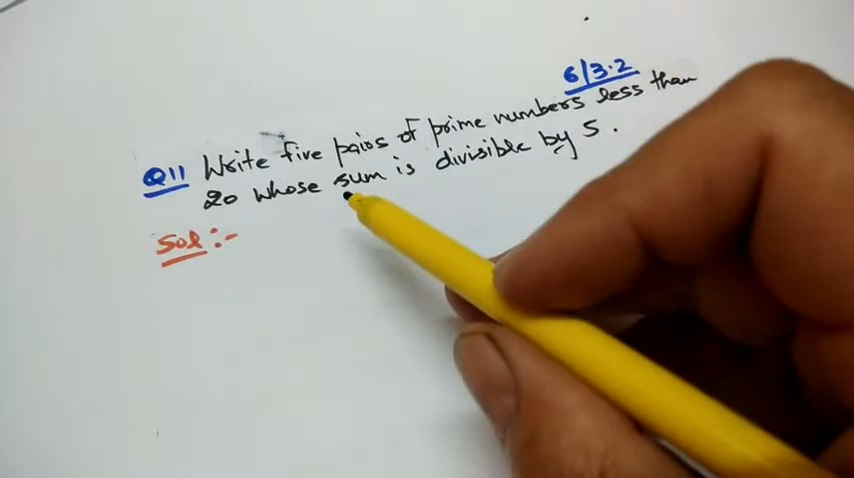 6/3.2
Q11 Write five pairs of prime numbers less than
20 whose sum is divisible by 5.
Sol:-